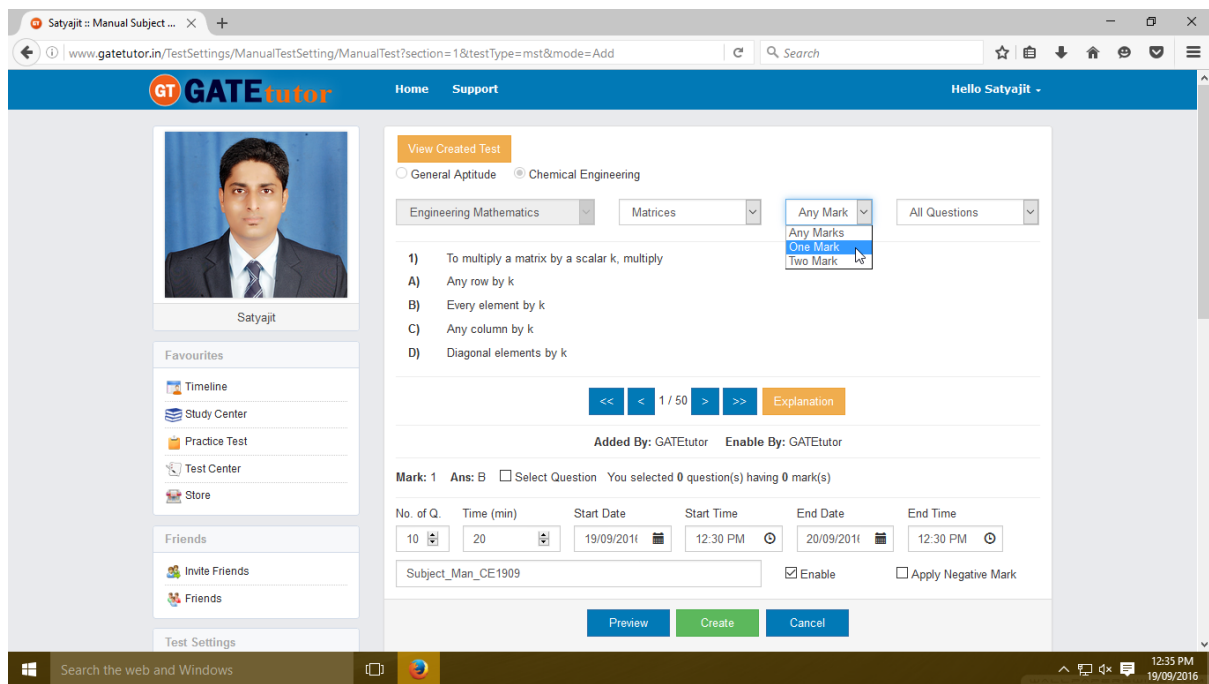 Satyajit :: Manual Subject ...
www.gatetutor.in/TestSettings/ManualTestSetting/ManualTest?section=1&testType=mst&mode=Add
Search
GT GATEtutor
Home Support
Hello Satyajit
View Created Test
General Aptitude Chemical Engineering
Engineering Mathematics Matrices Any Mark All Questions
Any Marks
One Mark
Two Mark
1) To multiply a matrix by a scalar k, multiply
A) Any row by k
B) Every element by k
C) Any column by k
D) Diagonal elements by k
<< < 1 / 50 > >> Explanation
Added By: GATEtutor Enable By: GATEtutor
Mark: 1 Ans: B Select Question You selected 0 question(s) having 0 mark(s)
No. of Q. Time (min) Start Date Start Time End Date End Time
10 20 19/09/201 12:30 PM 20/09/201 12:30 PM
Subject_Man_CE1909 Enable Apply Negative Mark
Preview Create Cancel
Satyajit
Favourites
Timeline
Study Center
Practice Test
Test Center
Store
Friends
Invite Friends
Friends
Test Settings
Search the web and Windows
12:35 PM
19/09/2016